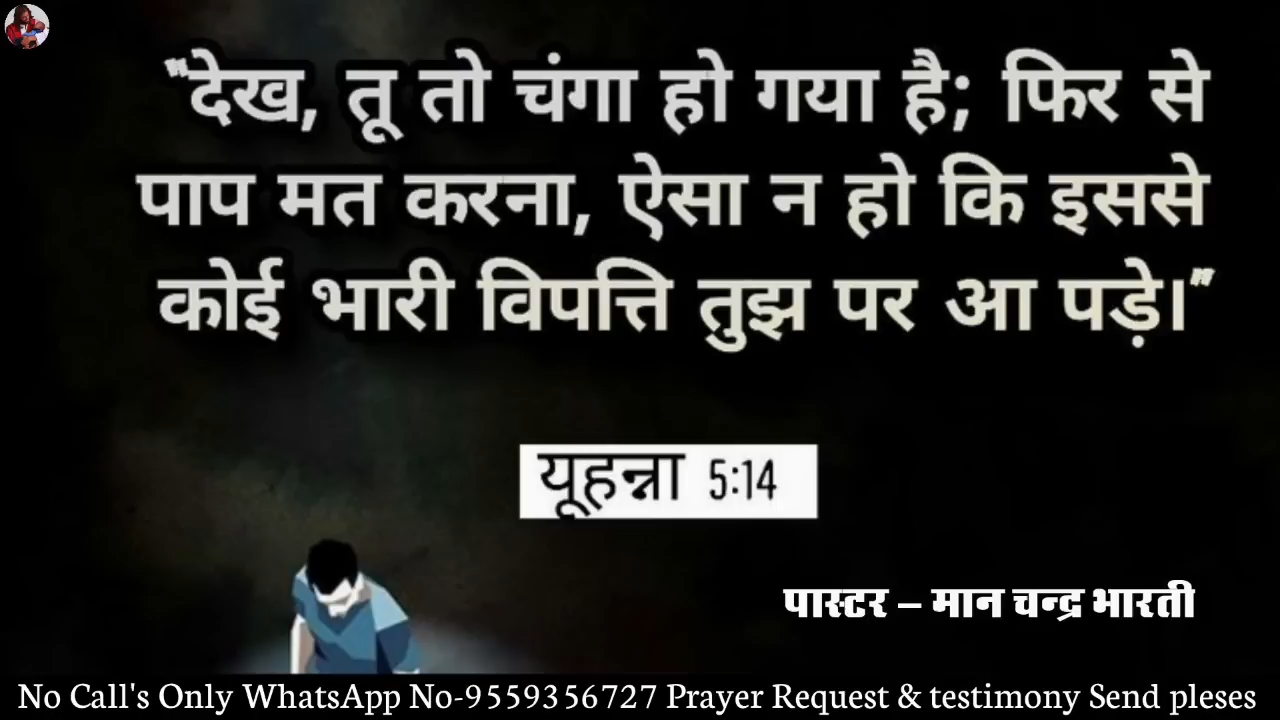 "देख, तू तो चंगा हो गया है; फिर से
पाप मत करना, ऐसा न हो कि इससे
कोई भारी विपत्ति तुझ पर आ पड़े।"
यूहन्ना 5:14
पास्टर – मान चन्द्र भारती
No Call's Only WhatsApp No-9559356727 Prayer Request & testimony Send pleses